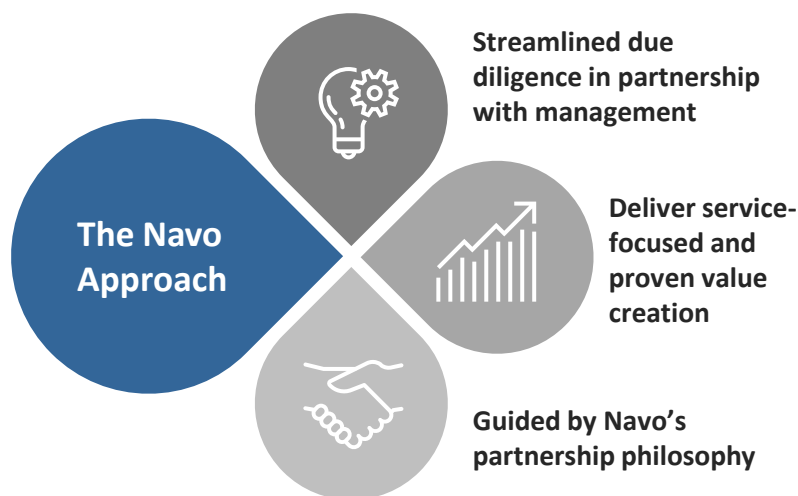 The Navo
Approach
Streamlined due
diligence in partnership
with management
Deliver service-
focused and
proven value
creation
Guided by Navo’s
partnership philosophy